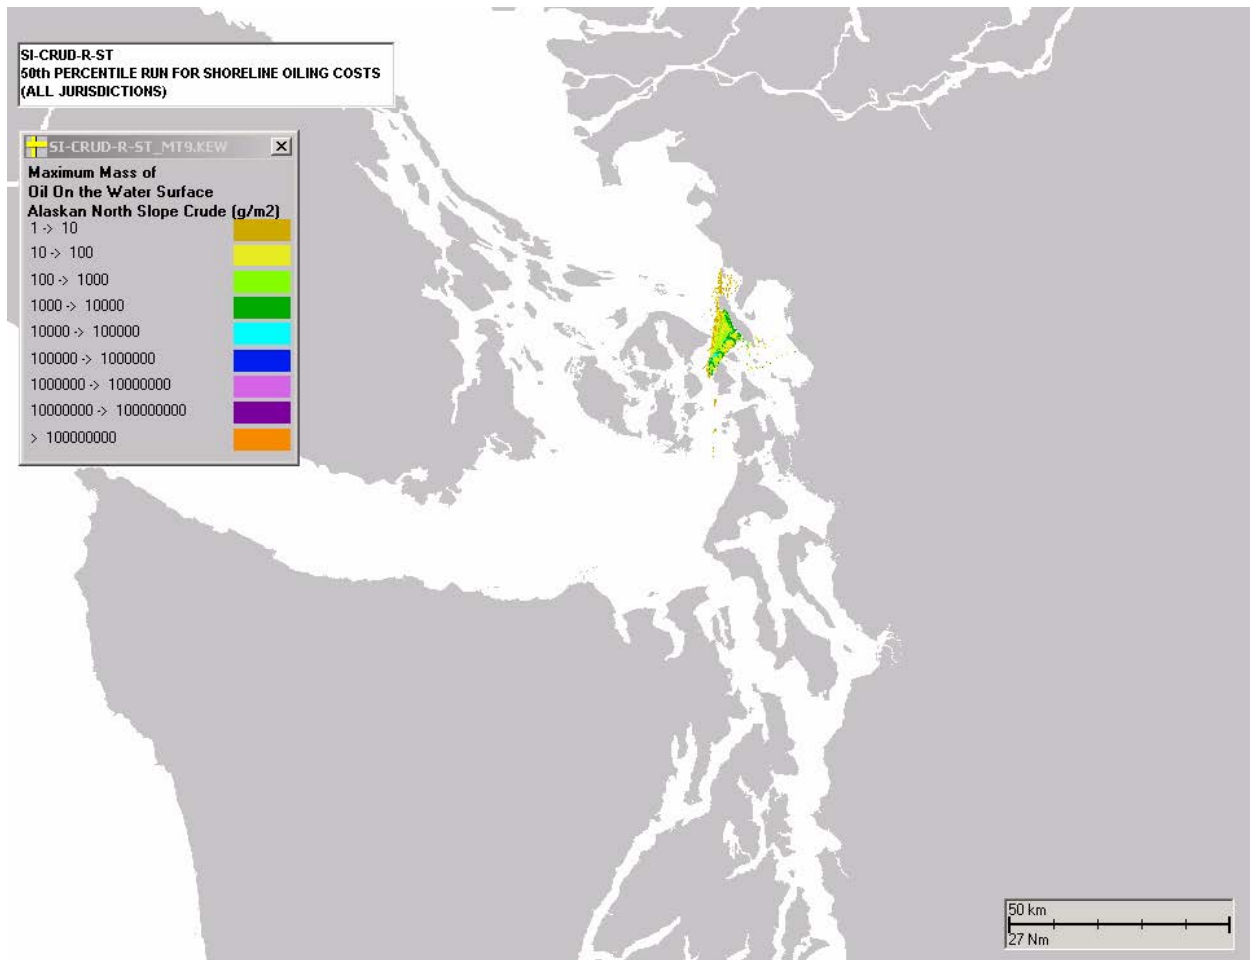 SI-CRUD-R-ST
50th PERCENTILE RUN FOR SHORELINE OILING COSTS
(ALL JURISDICTIONS)
SI-CRUD-R-ST_MT9.KEW
Maximum Mass of
Oil On the Water Surface
Alaskan North Slope Crude (g/m2)
1 -> 10
10 -> 100
100 -> 1000
1000 -> 10000
10000 -> 100000
100000 -> 1000000
1000000 -> 10000000
10000000 -> 100000000
> 100000000
50 km
27 Nm